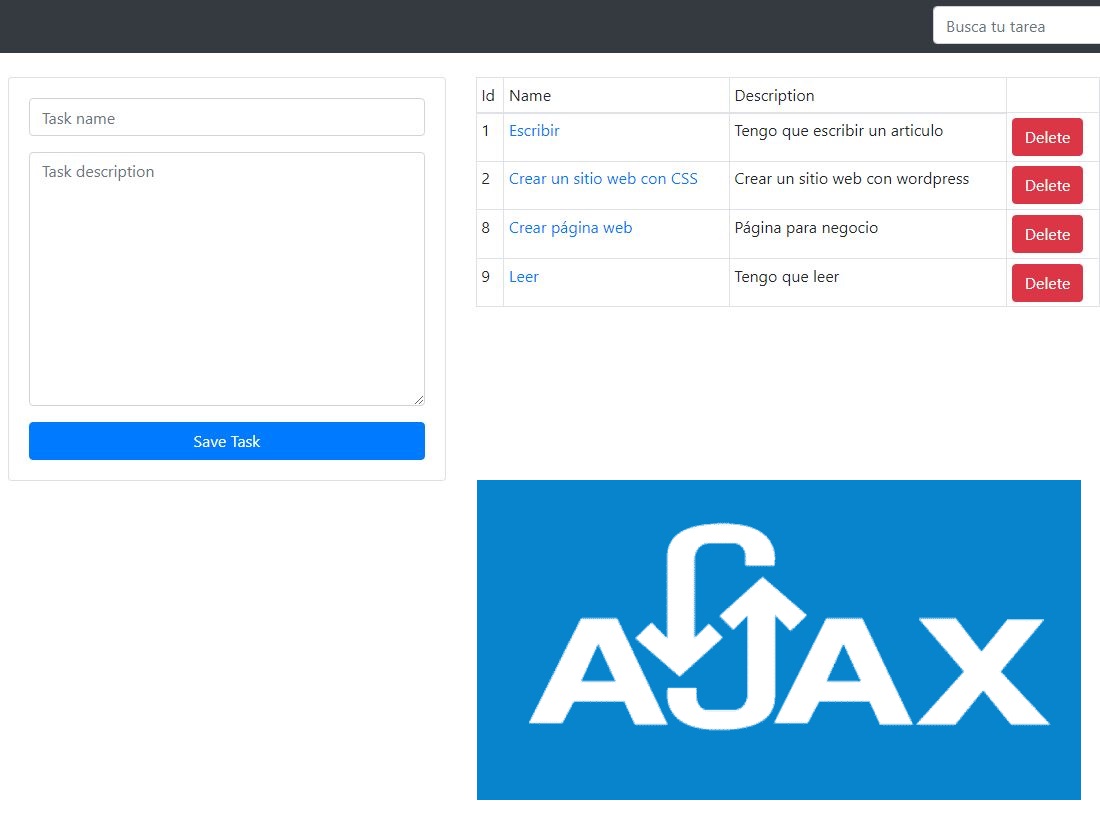 Busca tu tarea
Task name
Task description
Save Task
Id Name Description
1 Escribir Tengo que escribir un articulo Delete
2 Crear un sitio web con CSS Crear un sitio web con wordpress Delete
8 Crear página web Página para negocio Delete
9 Leer Tengo que leer Delete
AJAX